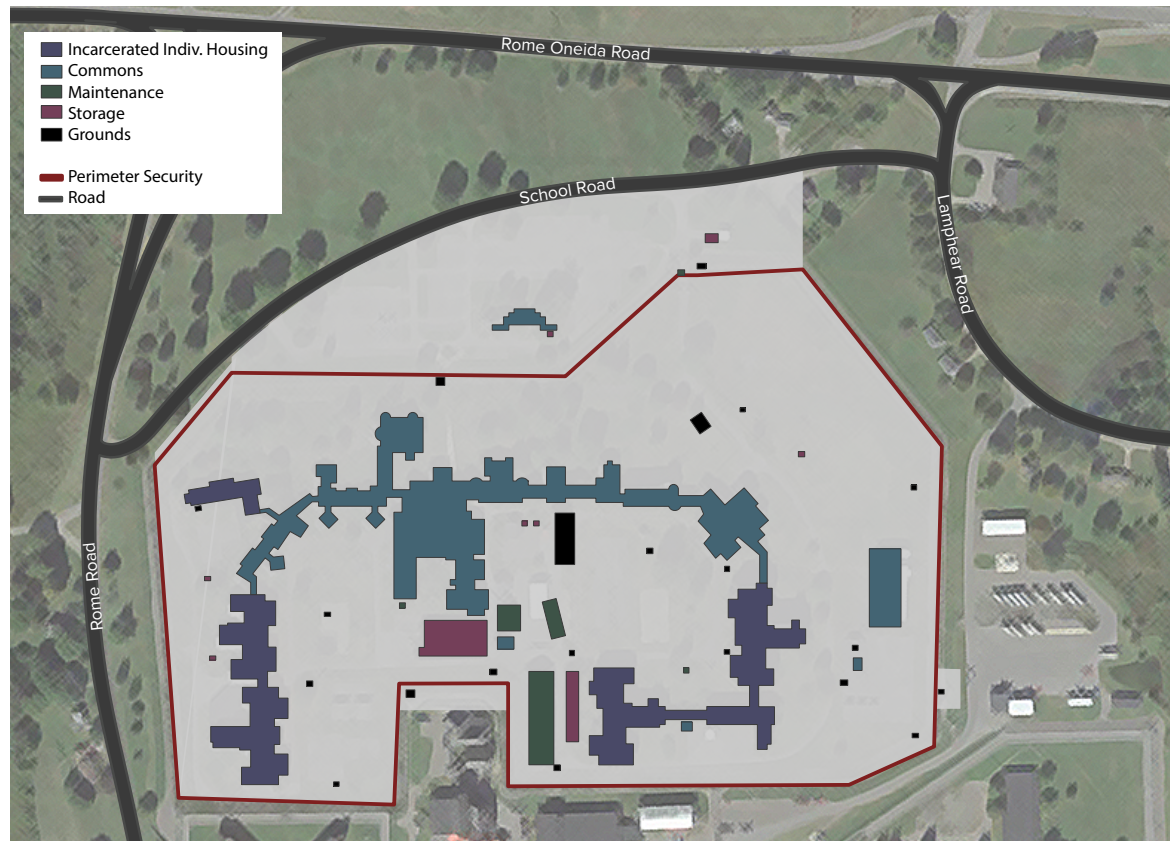 Rome Oneida Road
Incarcerated Indiv. Housing
Commons
Maintenance
Storage
Grounds
Perimeter Security
Road
School Road
Lamphear Road
Rome Road